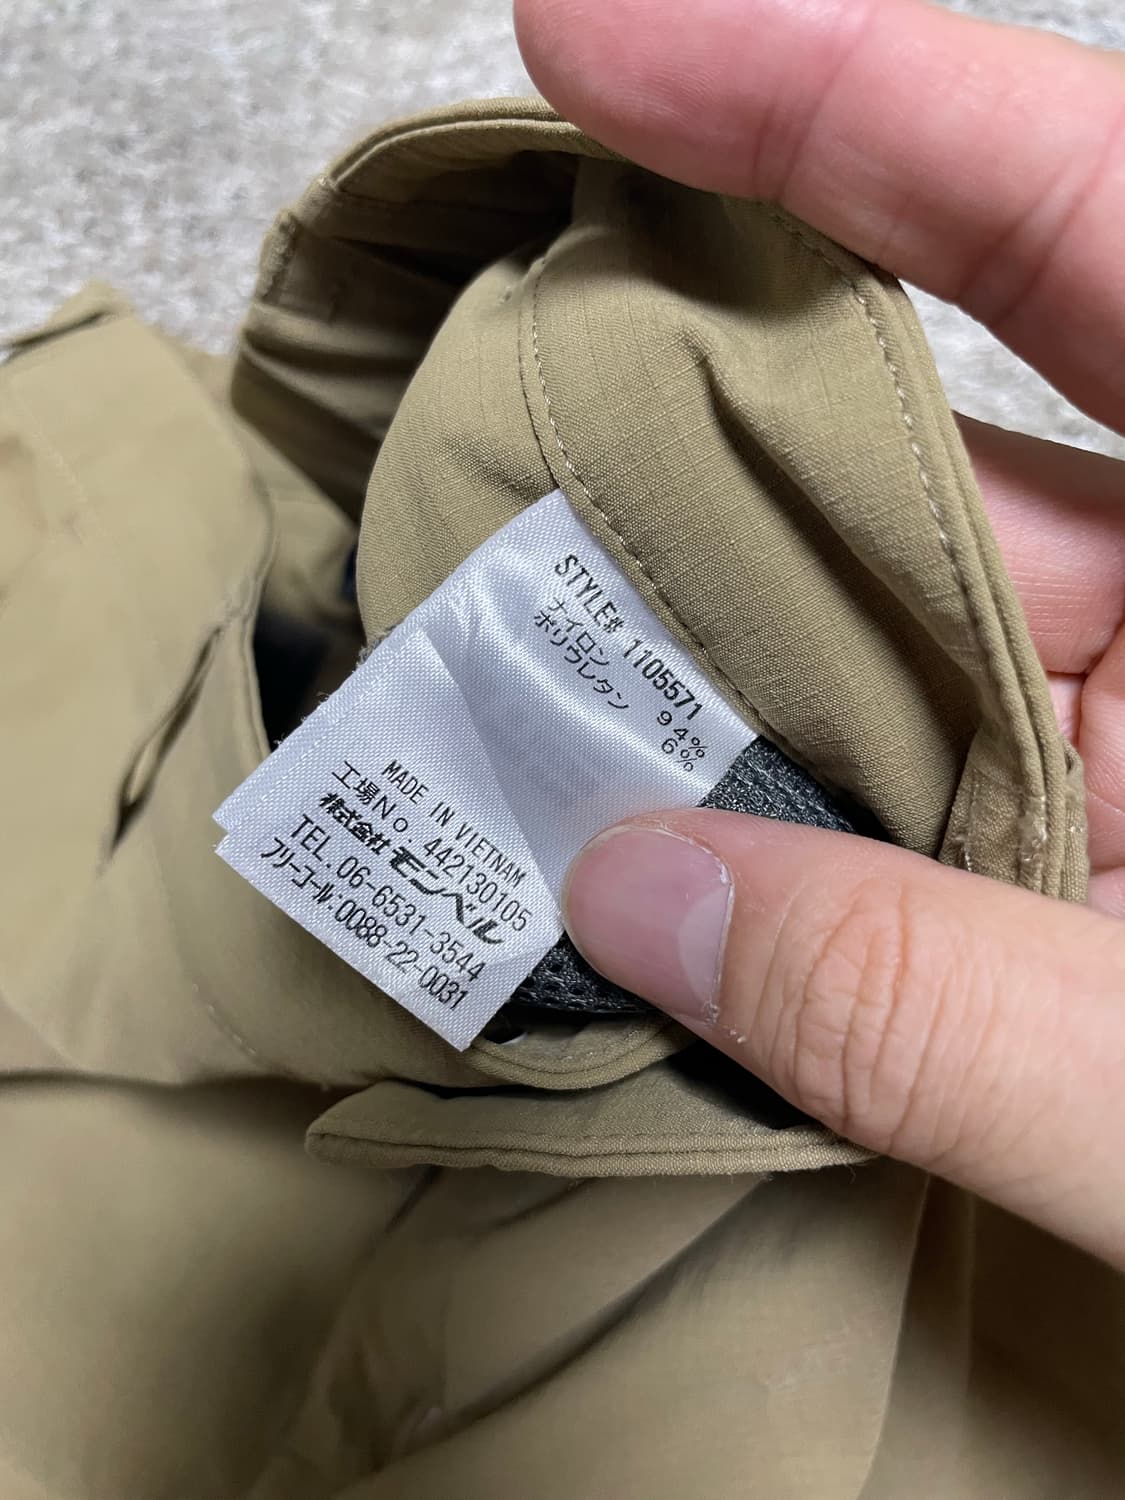 STYLE# 1105571
ナイロン 94%
ポリウレタン 6%
MADE IN VIETNAM
工場No 442130105
株式会社モンベル
TEL.06-6531-3544
フリーコール:0088-22-0031